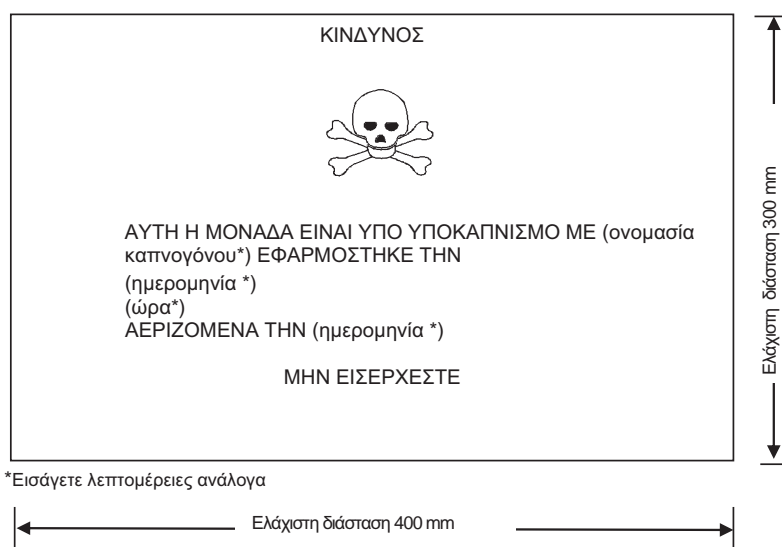 ΚΙΝΔΥΝΟΣ
ΑΥΤΗ Η ΜΟΝΑΔΑ ΕΙΝΑΙ ΥΠΟ ΥΠΟΚΑΠΝΙΣΜΟ ΜΕ (ονομασία
καπνογόνου*) ΕΦΑΡΜΟΣΤΗΚΕ ΤΗΝ
(ημερομηνία *)
(ώρα*)
ΑΕΡΙΖΟΜΕΝΑ ΤΗΝ (ημερομηνία *)
ΜΗΝ ΕΙΣΕΡΧΕΣΤΕ
Ελάχιστη διάσταση 300 mm
*Εισάγετε λεπτομέρειες ανάλογα
Ελάχιστη διάσταση 400 mm